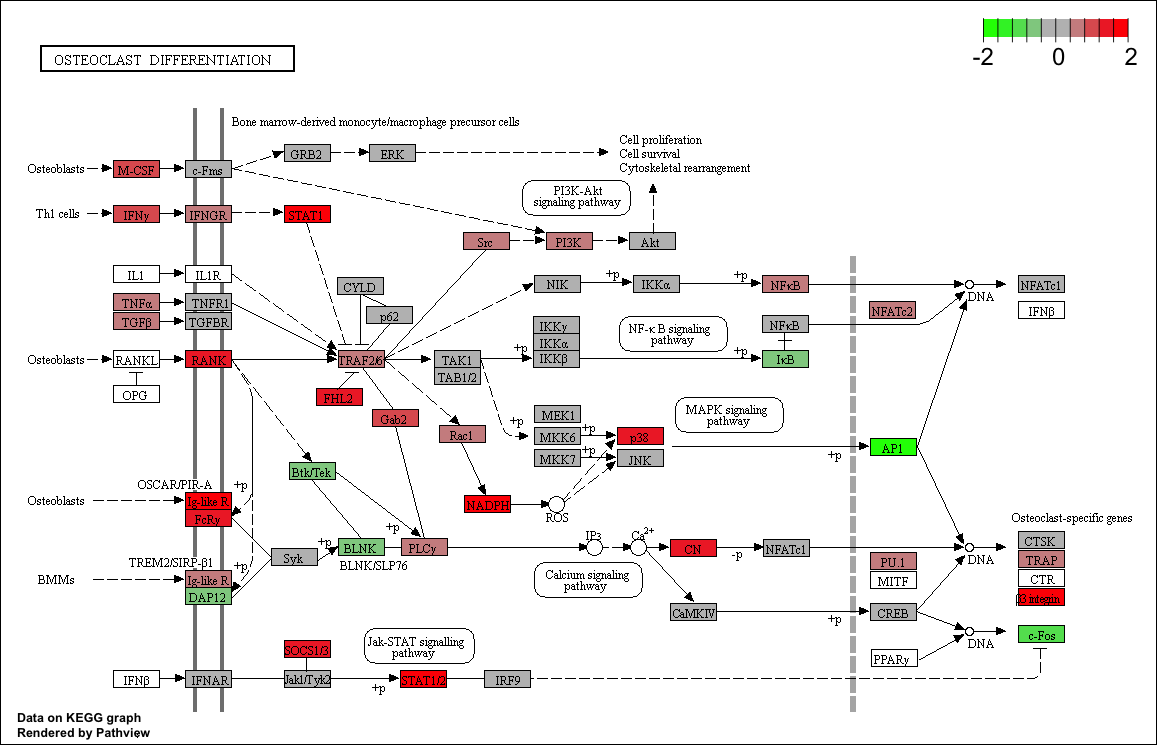 -2 0 2
OSTEOCLAST DIFFERENTIATION
Bone marrow-derived monocyte/macrophage precursor cells
Cell proliferation
Cell survival
Cytoskeletal rearrangement
GRB2
ERK
Osteoblasts
M-CSF
c-Fms
PI3K-Akt
signaling pathway
Th1 cells
IFNγ
IFNGR
STAT1
Src
PI3K
Akt
IL1
IL1R
CYLD
NIK
+p
IKKα
+p
NFκB
DNA
NFATc1
TNFα
TNFR1
p62
NFATc2
IFNβ
TGFβ
TGFBR
IKKγ
IKKα
IKKβ
NF-κ B signaling
pathway
NFκB
Osteoblasts
RANKL
RANK
TRAF2/6
TAK1
TAB1/2
+p
+p
IκB
OPG
FHL2
Gab2
Rac1
MEK1
MKK6
MKK7
+p
+p
+p
p38
JNK
MAPK signaling
pathway
+p
AP1
Btk/Tek
OSCAR/PIR-A
+p
Osteoblasts
Ig-like R
FcRγ
NADPH
ROS
Syk
+p
BLNK
BLNK/SLP76
+p
PLCγ
IP3
Ca2+
CN
-p
NFATc1
DNA
Osteoclast-specific genes
CTSK
TRAP
CTR
β3 integrin
PU.1
MITF
TREM2/SIRP-β1
+p
BMMs
Ig-like R
DAP12
Calcium signaling
pathway
CaMKIV
+p
CREB
DNA
c-Fos
PPARγ
SOCS1/3
Jak-STAT signalling
pathway
IFNβ
IFNAR
Jak1/Tyk2
+p
STAT1/2
IRF9
Data on KEGG graph
Rendered by Pathview